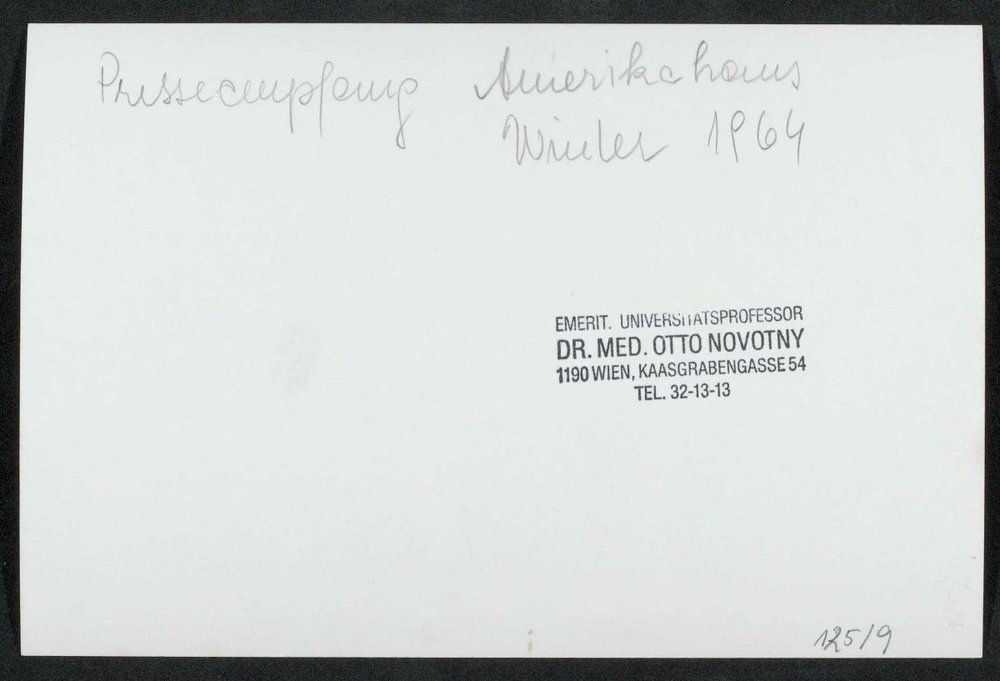 Presseempfang Amerikahaus
Winter 1964
EMERIT. UNIVERSITÄTSPROFESSOR
DR. MED. OTTO NOVOTNY
1190 WIEN, KAASGRABENGASSE 54
TEL. 32-13-13
125/9